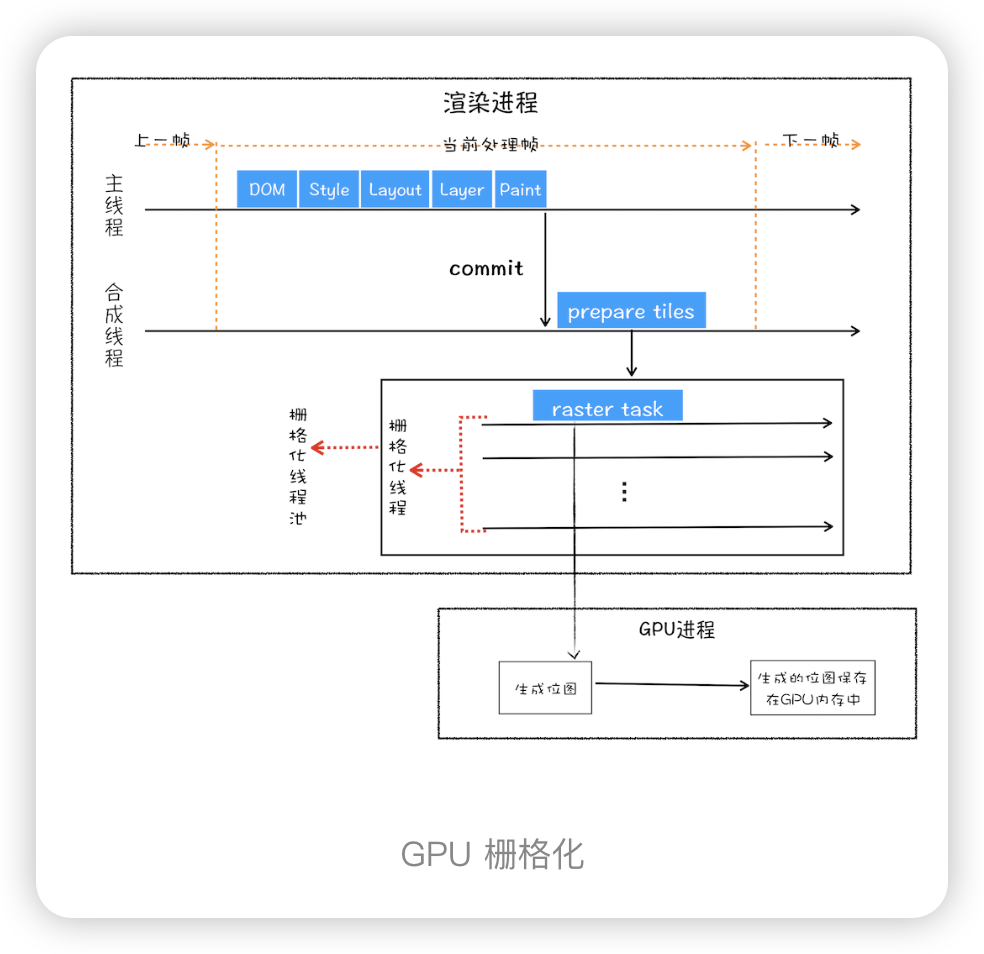 渲染进程
上一帧
当前处理帧
下一帧
主线程
DOM
Style
Layout
Layer
Paint
commit
合成线程
prepare tiles
raster task
栅格化线程池
栅格化线程
GPU进程
生成位图
生成的位图保存
在GPU内存中
GPU 栅格化